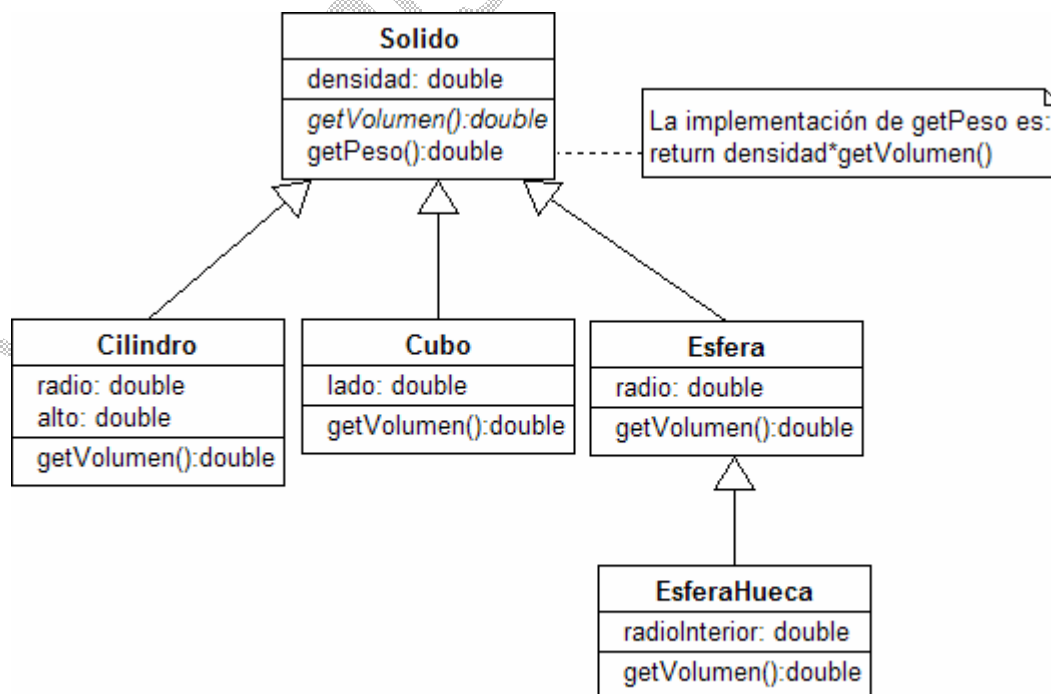 Solido
densidad: double
getVolumen():double
getPeso():double
La implementación de getPeso es:
return densidad*getVolumen()
Cilindro
radio: double
alto: double
getVolumen():double
Cubo
lado: double
getVolumen():double
Esfera
radio: double
getVolumen():double
EsferaHueca
radioInterior: double
getVolumen():double